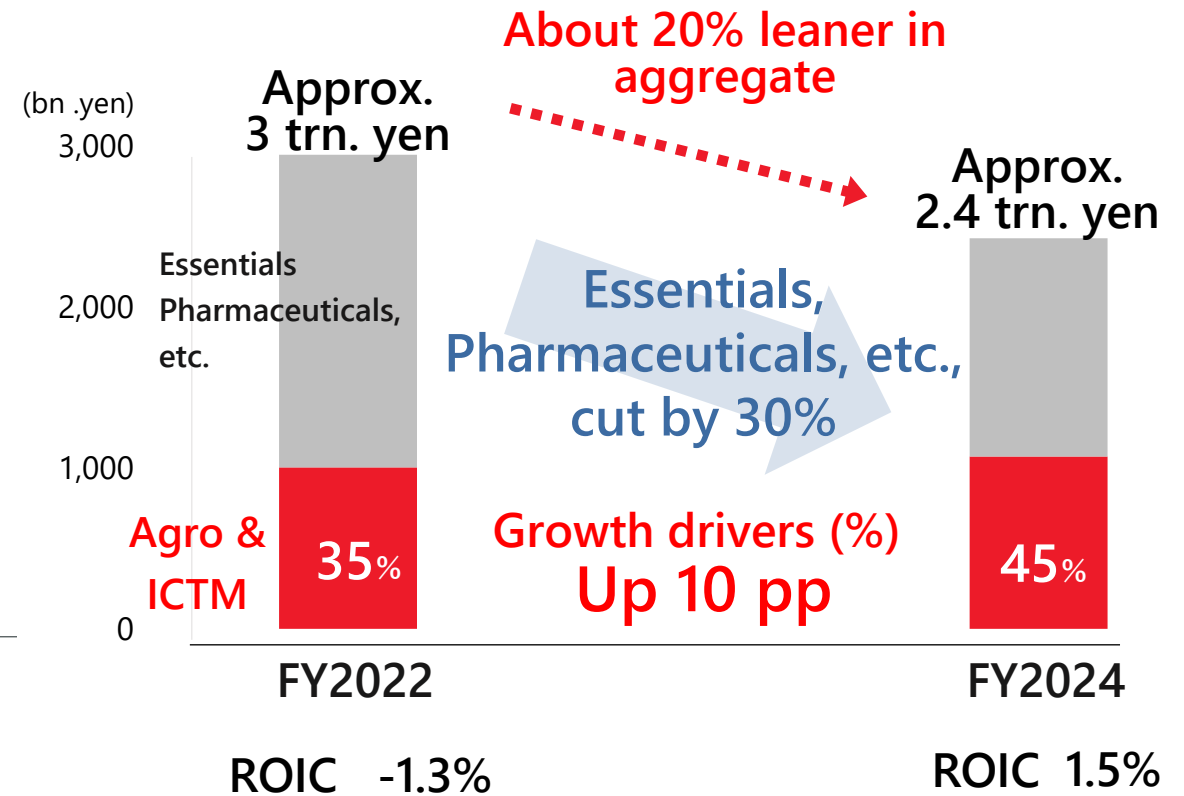 About 20% leaner in
aggregate
(bn .yen)
Approx.
3 trn. yen
3,000
Approx.
2.4 trn. yen
Essentials
Pharmaceuticals,
etc.
2,000
Essentials,
Pharmaceuticals, etc.,
cut by 30%
1,000
Agro &
ICTM
35%
Growth drivers (%)
Up 10 pp
45%
0
FY2022
FY2024
ROIC -1.3%
ROIC 1.5%